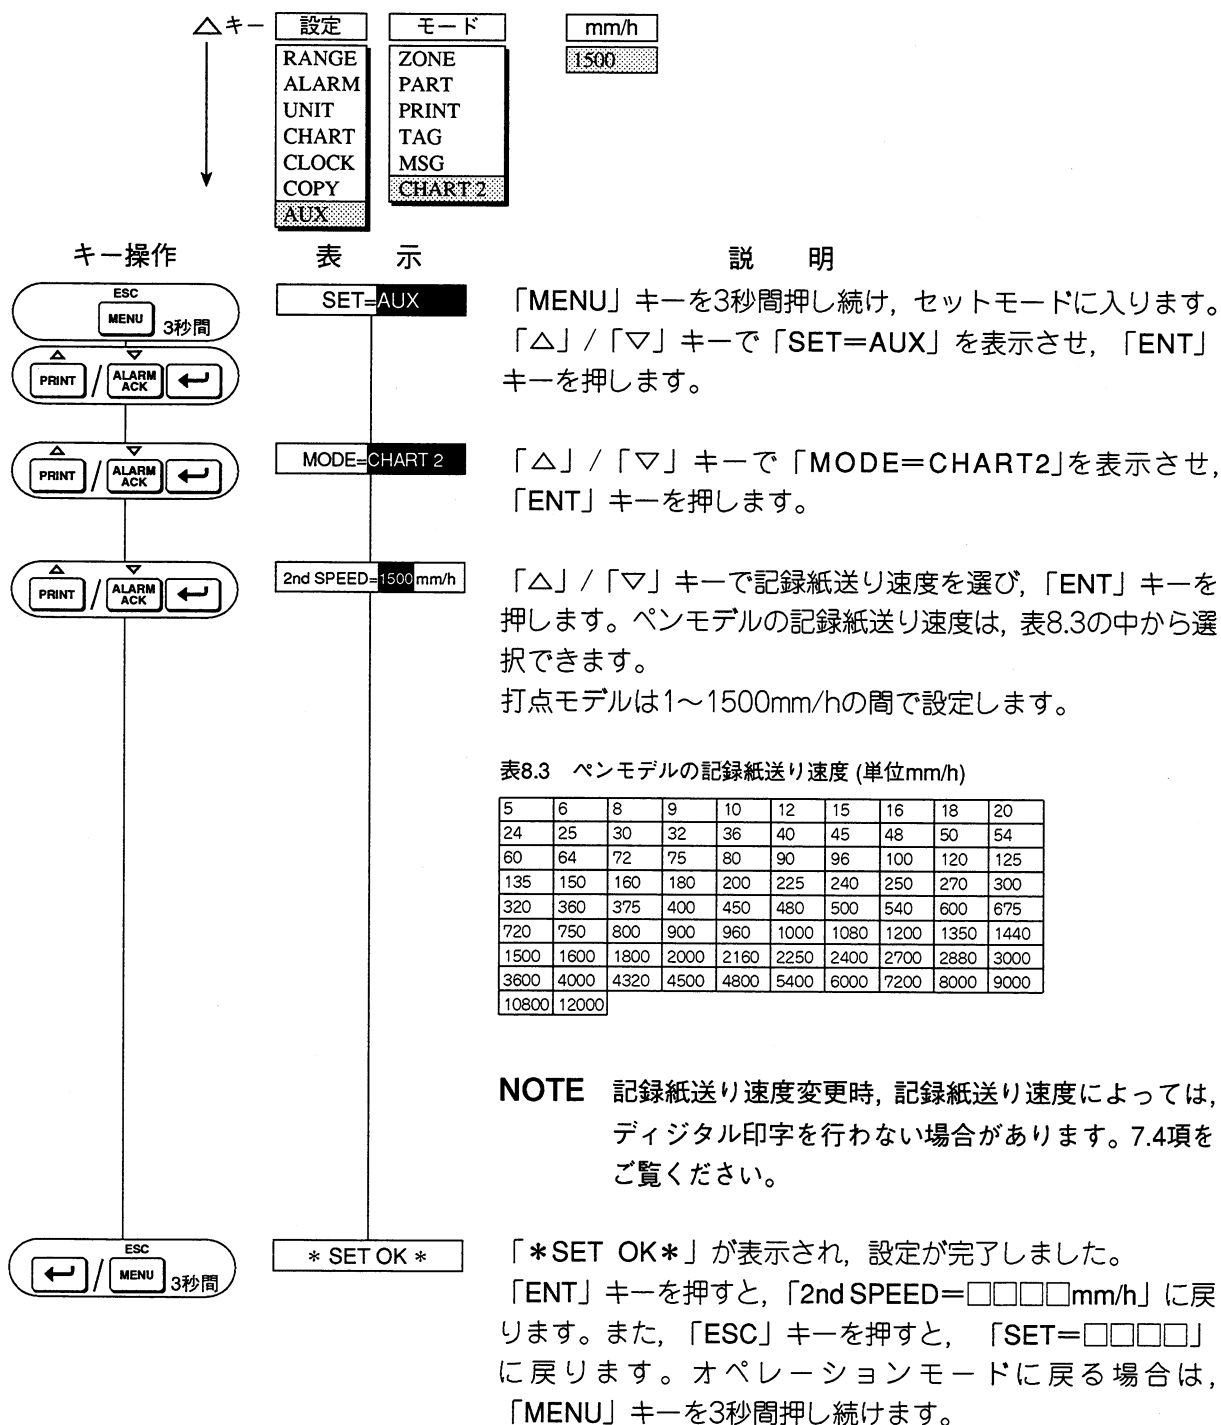 △キー 設定 モード mm/h
RANGE ZONE 1500
ALARM PART
UNIT PRINT
CHART TAG
CLOCK MSG
COPY CHART 2
AUX
キー操作 表 示 説 明
ESC
MENU 3秒間
SET=AUX
「MENU」キーを3秒間押し続け, セットモードに入ります。
△ ▽
PRINT / ALARM ACK ↵
「△」/「▽」キーで「SET=AUX」を表示させ, 「ENT」
キーを押します。
△ ▽
PRINT / ALARM ACK ↵
MODE=CHART 2
「△」/「▽」キーで「MODE=CHART2」を表示させ,
「ENT」キーを押します。
△ ▽
PRINT / ALARM ACK ↵
2nd SPEED=1500mm/h
「△」/「▽」キーで記録紙送り速度を選び, 「ENT」キーを
押します。ペンモデルの記録紙送り速度は, 表8.3の中から選
択できます。
打点モデルは1〜1500mm/hの間で設定します。
表8.3 ペンモデルの記録紙送り速度 (単位mm/h)
5 6 8 9 10 12 15 16 18 20
24 25 30 32 36 40 45 48 50 54
60 64 72 75 80 90 96 100 120 125
135 150 160 180 200 225 240 250 270 300
320 360 375 400 450 480 500 540 600 675
720 750 800 900 960 1000 1080 1200 1350 1440
1500 1600 1800 2000 2160 2250 2400 2700 2880 3000
3600 4000 4320 4500 4800 5400 6000 7200 8000 9000
10800 12000
NOTE 記録紙送り速度変更時, 記録紙送り速度によっては,
ディジタル印字を行わない場合があります。7.4項を
ご覧ください。
ESC
↵ / MENU 3秒間
* SET OK *
「*SET OK*」が表示され, 設定が完了しました。
「ENT」キーを押すと, 「2nd SPEED=□□□□mm/h」に戻
ります。また, 「ESC」キーを押すと, 「SET=□□□□」
に戻ります。オペレーションモードに戻る場合は,
「MENU」キーを3秒間押し続けます。